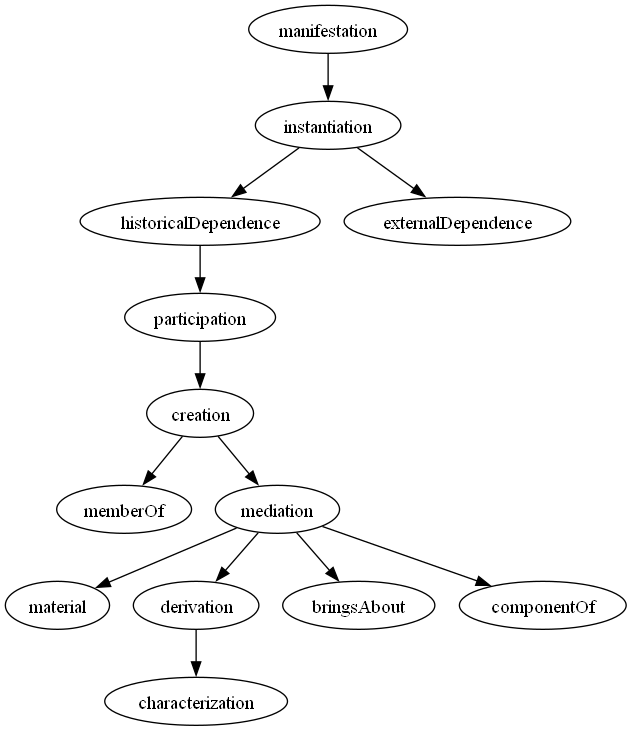 manifestation
instantiation
historicalDependence
externalDependence
participation
creation
memberOf
mediation
material
derivation
bringsAbout
componentOf
characterization